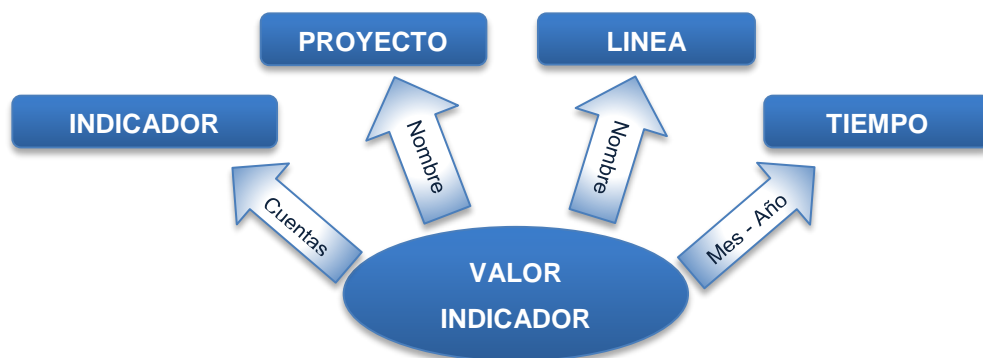 PROYECTO
LINEA
INDICADOR
TIEMPO
Nombre
Nombre
Cuentas
Mes - Año
VALOR
INDICADOR